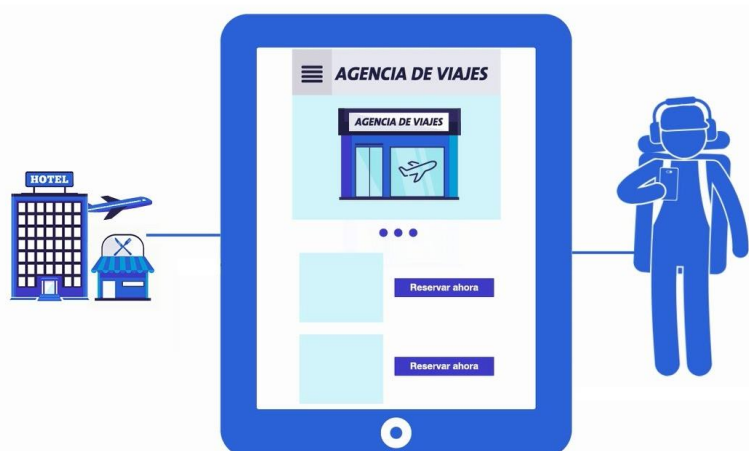 AGENCIA DE VIAJES
AGENCIA DE VIAJES
HOTEL
Reservar ahora
Reservar ahora